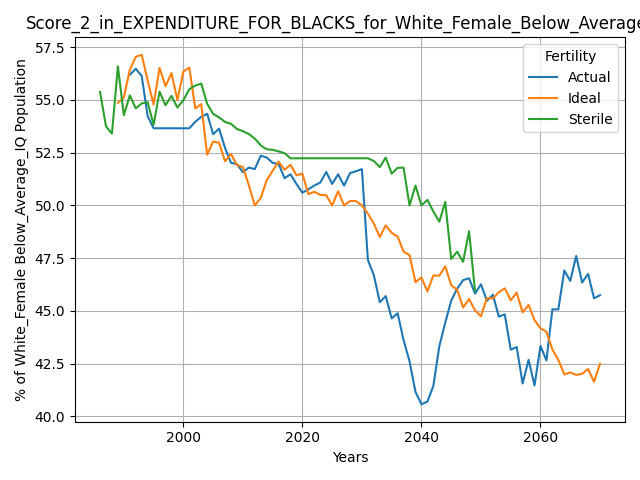 Score_2_in_EXPENDITURE_FOR_BLACKS_for_White_Female_Below_Average
Fertility
Actual
Ideal
Sterile
% of White_Female Below_Average_IQ Population
57.5
55.0
52.5
50.0
47.5
45.0
42.5
40.0
2000
2020
2040
2060
Years